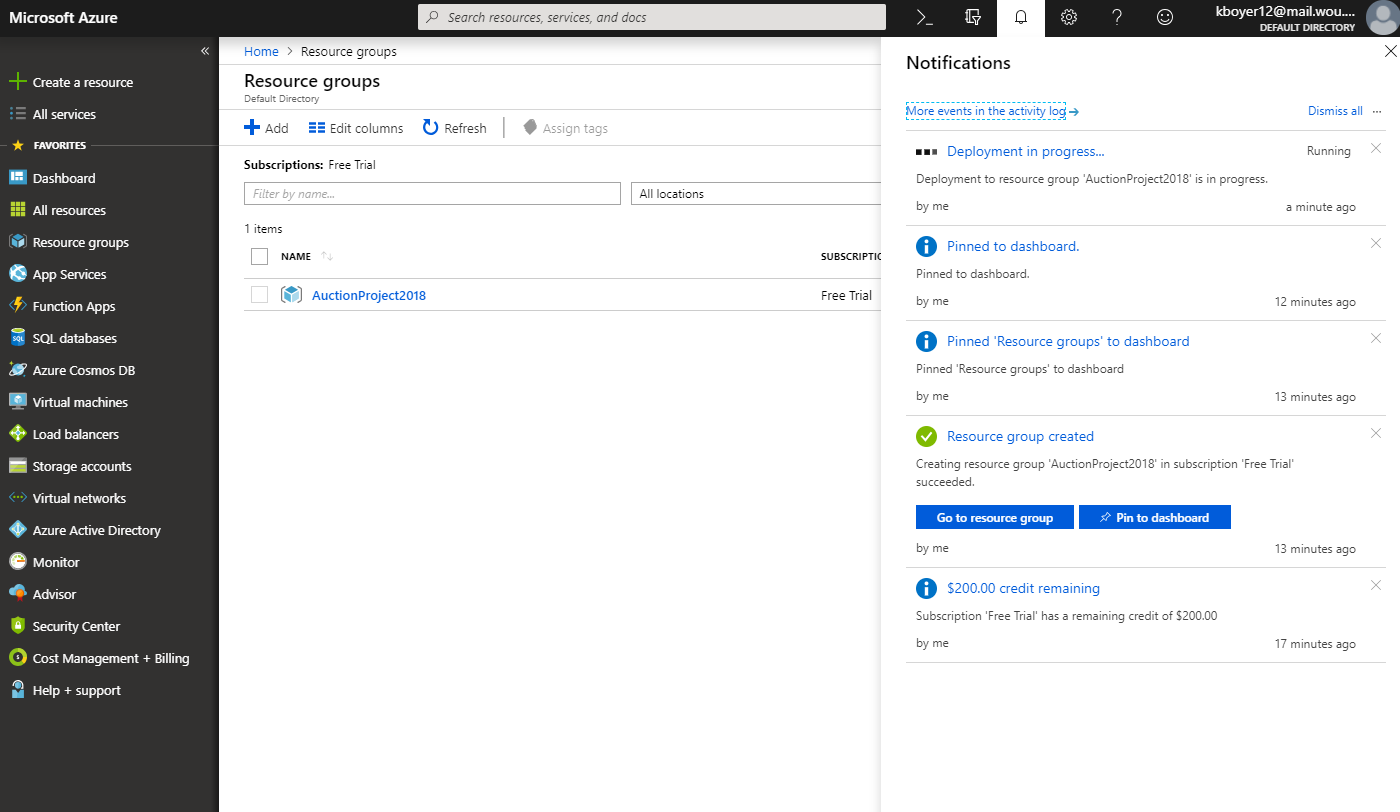 Microsoft Azure
Search resources, services, and docs
kboyer12@mail.wou....
DEFAULT DIRECTORY
Create a resource
All services
FAVORITES
Dashboard
All resources
Resource groups
App Services
Function Apps
SQL databases
Azure Cosmos DB
Virtual machines
Load balancers
Storage accounts
Virtual networks
Azure Active Directory
Monitor
Advisor
Security Center
Cost Management + Billing
Help + support
Home > Resource groups
Resource groups
Default Directory
Add Edit columns Refresh Assign tags
Subscriptions: Free Trial
Filter by name... All locations
1 items
NAME SUBSCRIPTIO
AuctionProject2018 Free Trial
Notifications
More events in the activity log → Dismiss all ...
Deployment in progress... Running
Deployment to resource group 'AuctionProject2018' is in progress.
by me a minute ago
Pinned to dashboard.
Pinned to dashboard.
by me 12 minutes ago
Pinned 'Resource groups' to dashboard
Pinned 'Resource groups' to dashboard
by me 13 minutes ago
Resource group created
Creating resource group 'AuctionProject2018' in subscription 'Free Trial'
succeeded.
Go to resource group Pin to dashboard
by me 13 minutes ago
$200.00 credit remaining
Subscription 'Free Trial' has a remaining credit of $200.00
by me 17 minutes ago